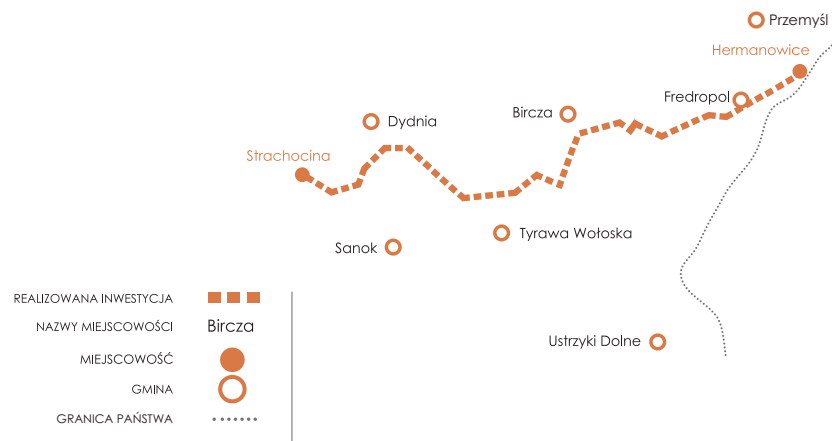 Przemyśl
Hermanowice
Fredropol
Bircza
Dydnia
Strachocina
Tyrawa Wołoska
Sanok
Ustrzyki Dolne
REALIZOWANA INWESTYCJA
NAZWY MIEJSCOWOŚCI Bircza
MIEJSCOWOŚĆ
GMINA
GRANICA PAŃSTWA